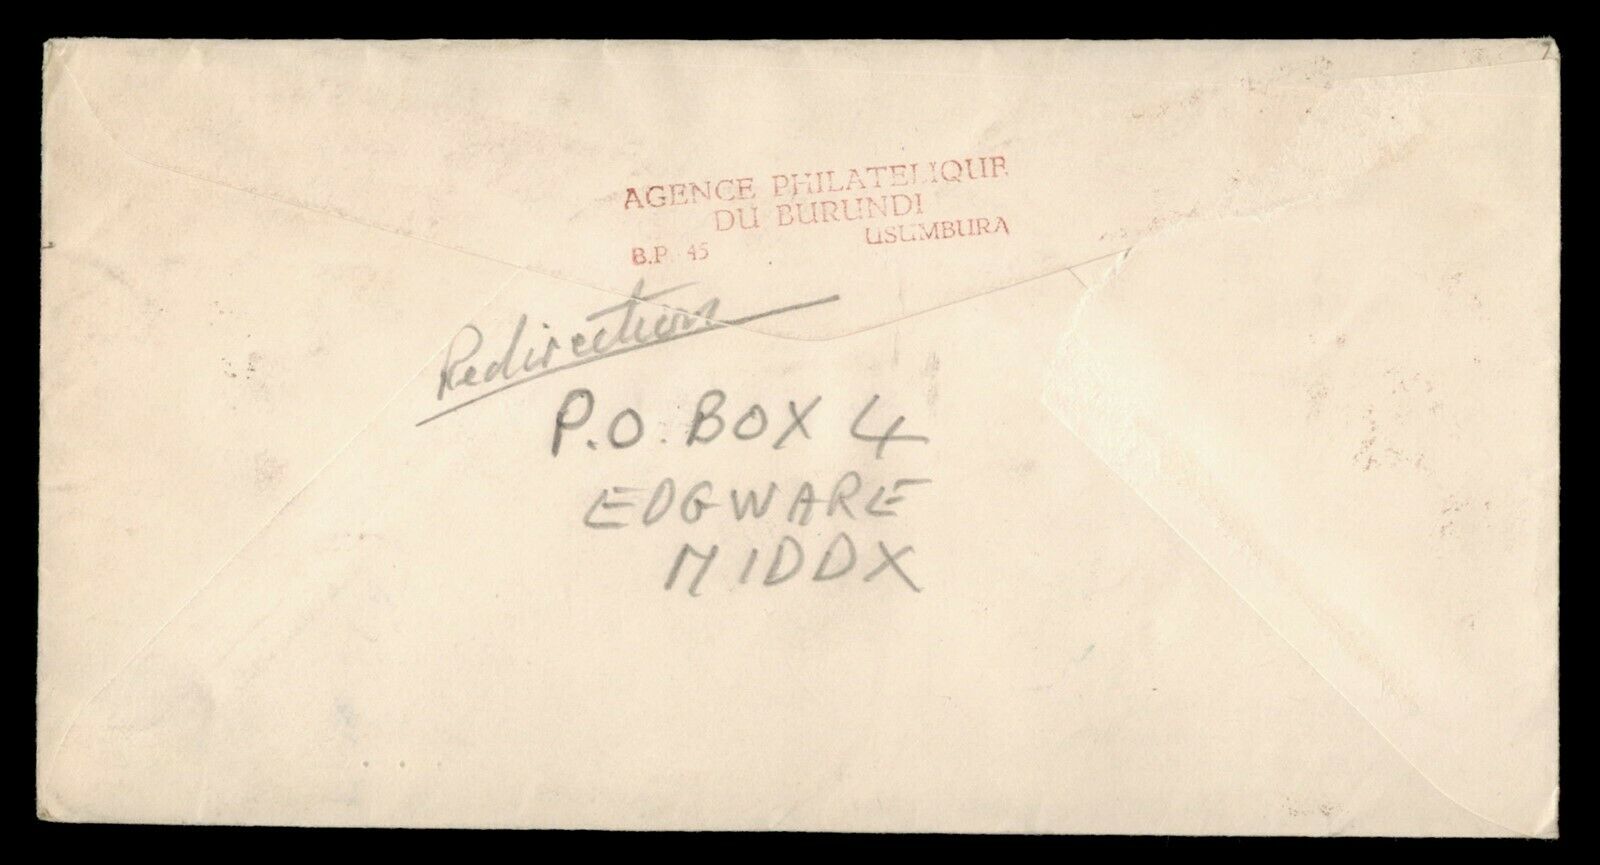 AGENCE PHILATELIQUE
DU BURUNDI
B.P. 45 USUMBURA
Redirection
P.O. BOX 4
EDGWARE
MIDDX